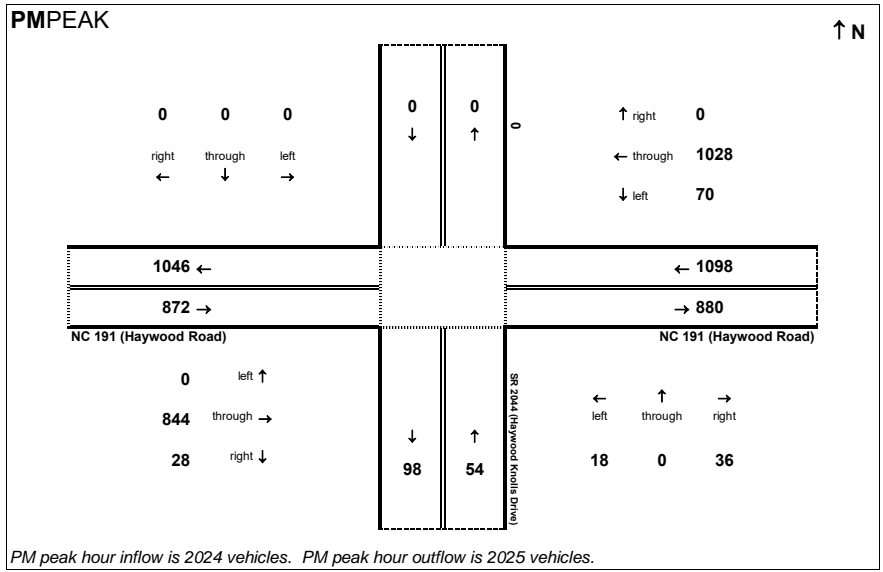 PMPEAK
↑ N
0 0 0
right through left
← ↓ →
0 0
↓ ↑
0
↑ right 0
← through 1028
↓ left 70
1046 ←
← 1098
872 →
→ 880
NC 191 (Haywood Road)
NC 191 (Haywood Road)
0 left ↑
844 through →
28 right ↓
↓ ↑
98 54
SR 2044 (Haywood Knolls Drive)
← ↑ →
left through right
18 0 36
PM peak hour inflow is 2024 vehicles. PM peak hour outflow is 2025 vehicles.